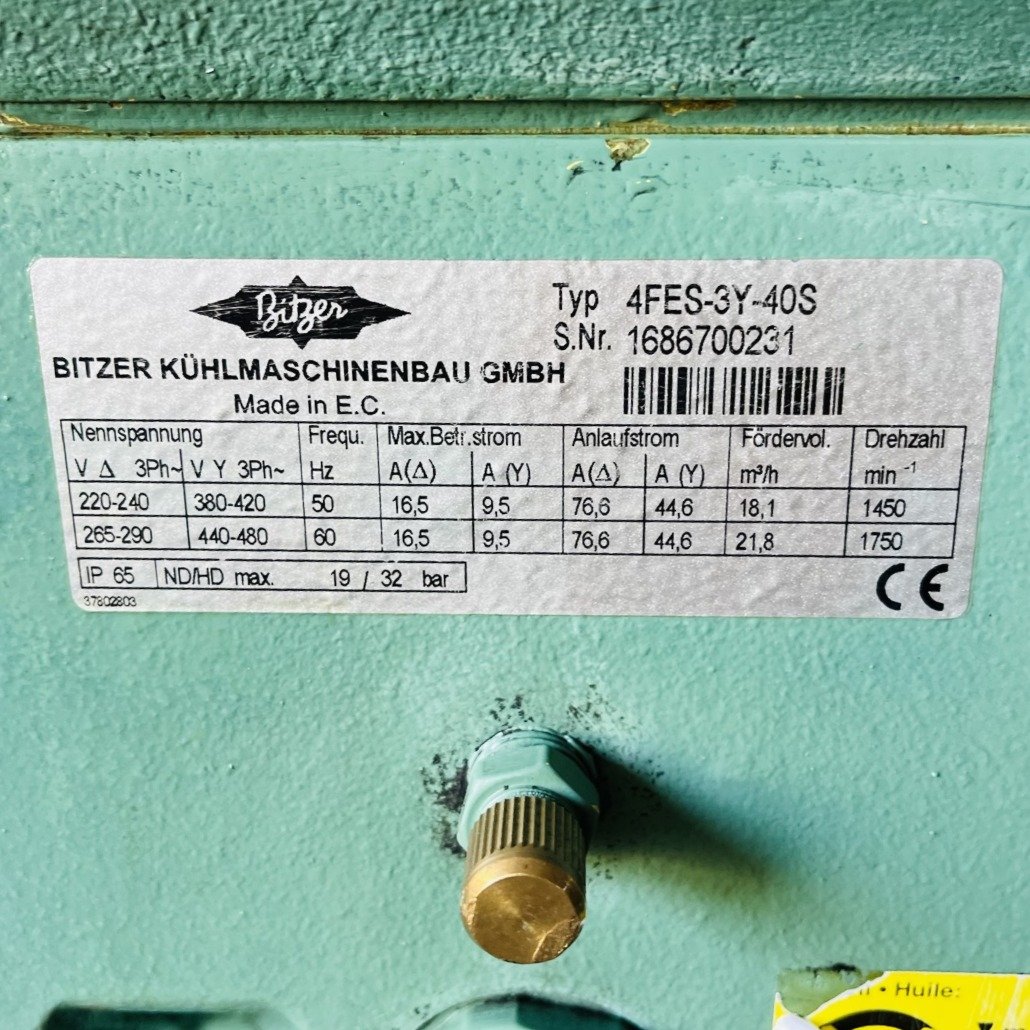 Bitzer
BITZER KÜHLMASCHINENBAU GMBH
Made in E.C.
Typ 4FES-3Y-40S
S.Nr. 1686700231
Nennspannung Frequ. Max.Betr.strom Anlaufstrom Fördervol. Drehzahl
V Δ 3Ph~ V Y 3Ph~ Hz A(Δ) A (Y) A(Δ) A (Y) m³/h min⁻¹
220-240 380-420 50 16,5 9,5 76,6 44,6 18,1 1450
265-290 440-480 60 16,5 9,5 76,6 44,6 21,8 1750
IP 65 ND/HD max. 19 / 32 bar
37802803
CE
• Huile: